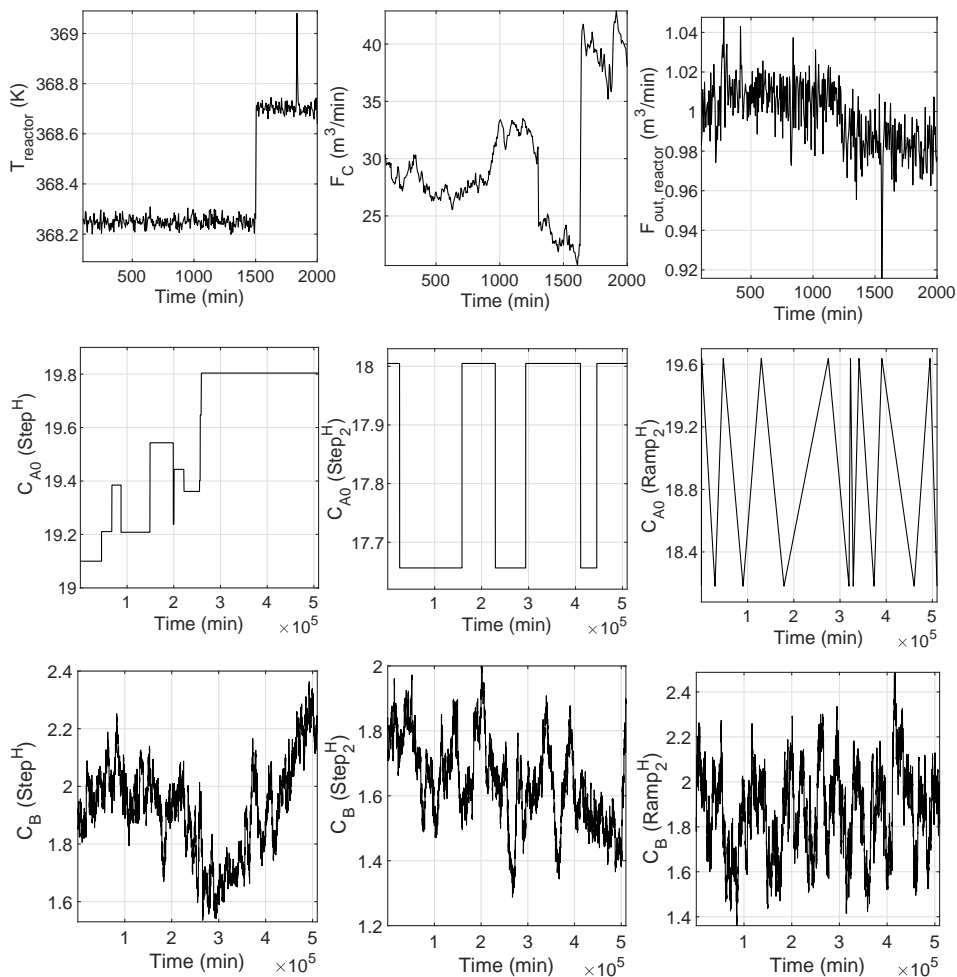 T_reactor (K)
369
368.8
368.6
368.4
368.2
500 1000 1500 2000
Time (min)
F_C (m^3/min)
40
35
30
25
500 1000 1500 2000
Time (min)
F_out, reactor (m^3/min)
1.04
1.02
1
0.98
0.96
0.94
0.92
500 1000 1500 2000
Time (min)
C_A0 (Step^H)
19.8
19.6
19.4
19.2
19
1 2 3 4 5
Time (min) ×10^5
C_A0 (Step_2^H)
18
17.9
17.8
17.7
1 2 3 4 5
Time (min) ×10^5
C_A0 (Ramp_2^H)
19.6
19.2
18.8
18.4
1 2 3 4 5
Time (min) ×10^5
C_B (Step^H)
2.4
2.2
2
1.8
1.6
1 2 3 4 5
Time (min) ×10^5
C_B (Step_2^H)
2
1.8
1.6
1.4
1.2
1 2 3 4 5
Time (min) ×10^5
C_B (Ramp_2^H)
2.4
2.2
2
1.8
1.6
1.4
1 2 3 4 5
Time (min) ×10^5